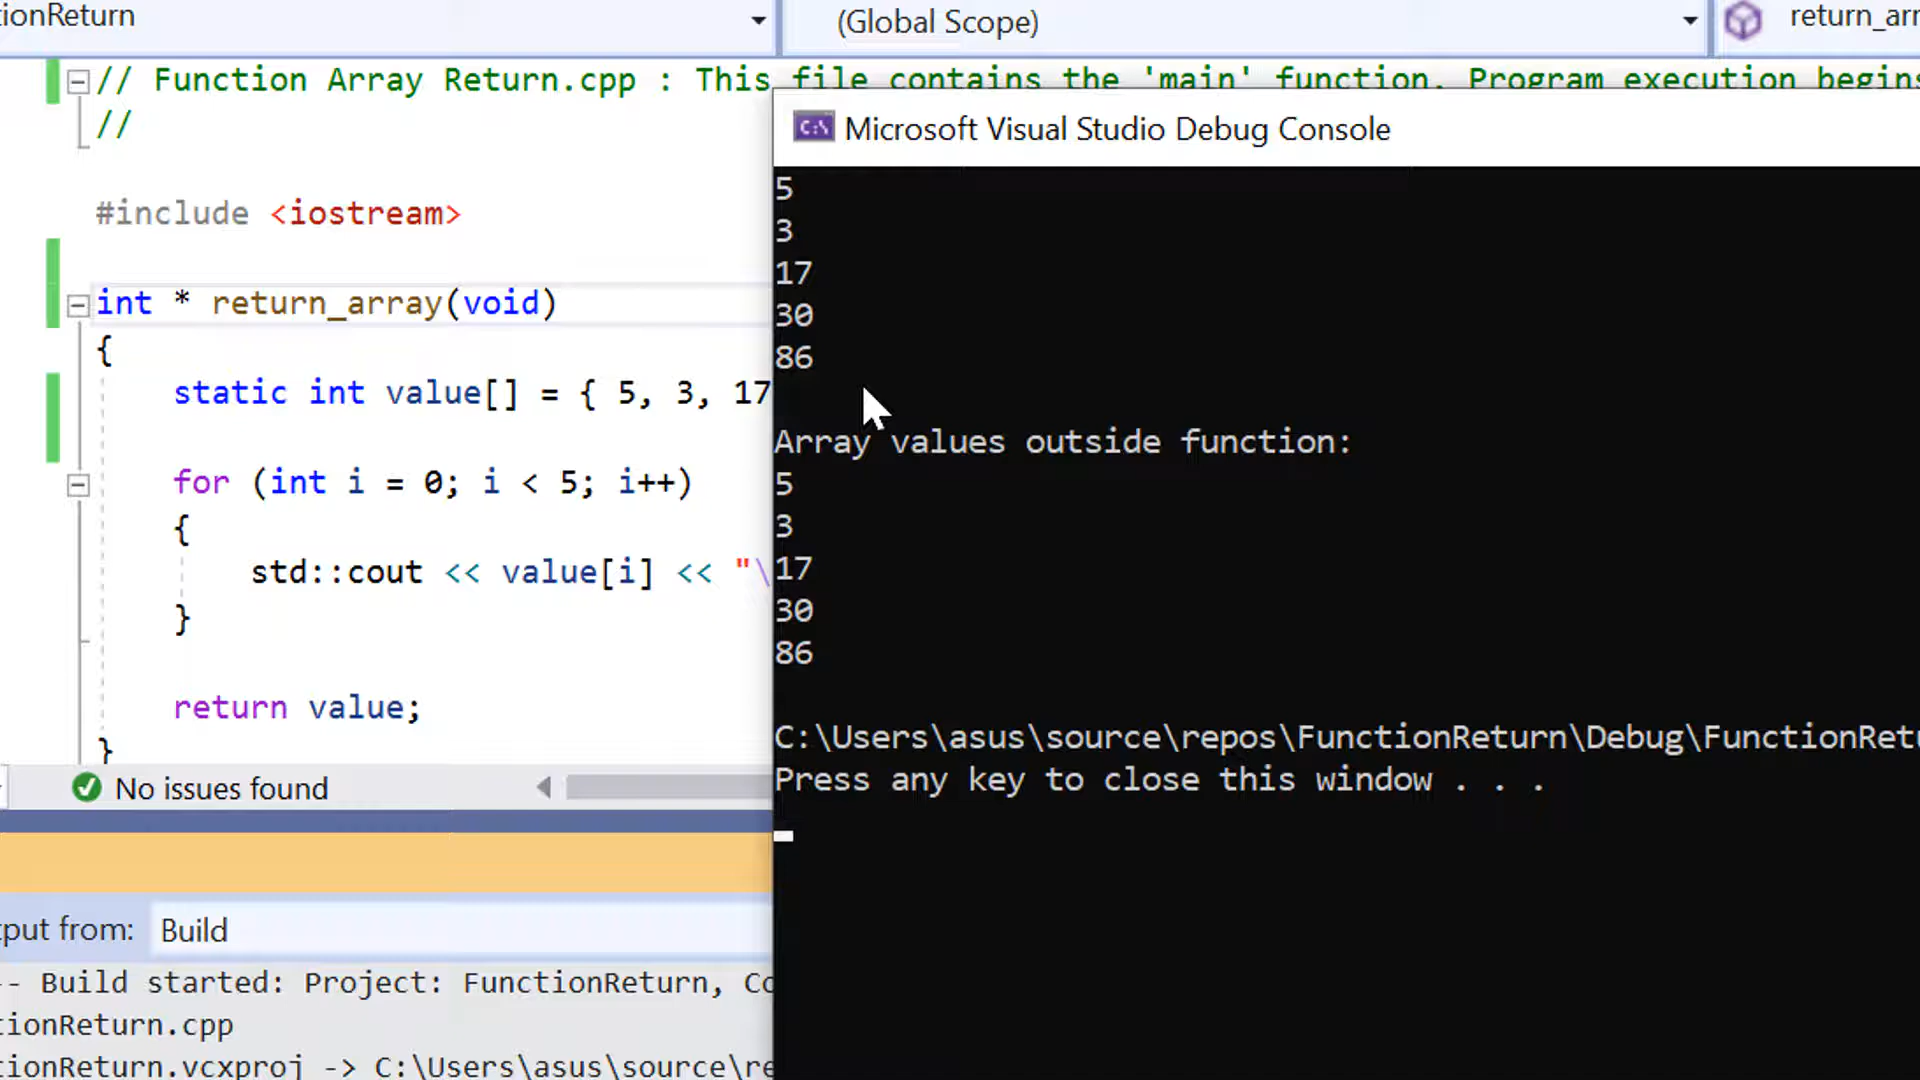 ionReturn
(Global Scope)
return_arr
// Function Array Return.cpp : This file contains the 'main' function. Program execution begins
//
#include <iostream>
int * return_array(void)
{
static int value[] = { 5, 3, 17
for (int i = 0; i < 5; i++)
{
std::cout << value[i] << "\
}
return value;
}
No issues found
put from:
Build
-- Build started: Project: FunctionReturn, Co
tionReturn.cpp
tionReturn.vcxproj -> C:\Users\asus\source\re
Microsoft Visual Studio Debug Console
5
3
17
30
86
Array values outside function:
5
3
17
30
86
C:\Users\asus\source\repos\FunctionReturn\Debug\FunctionRetu
Press any key to close this window . . .